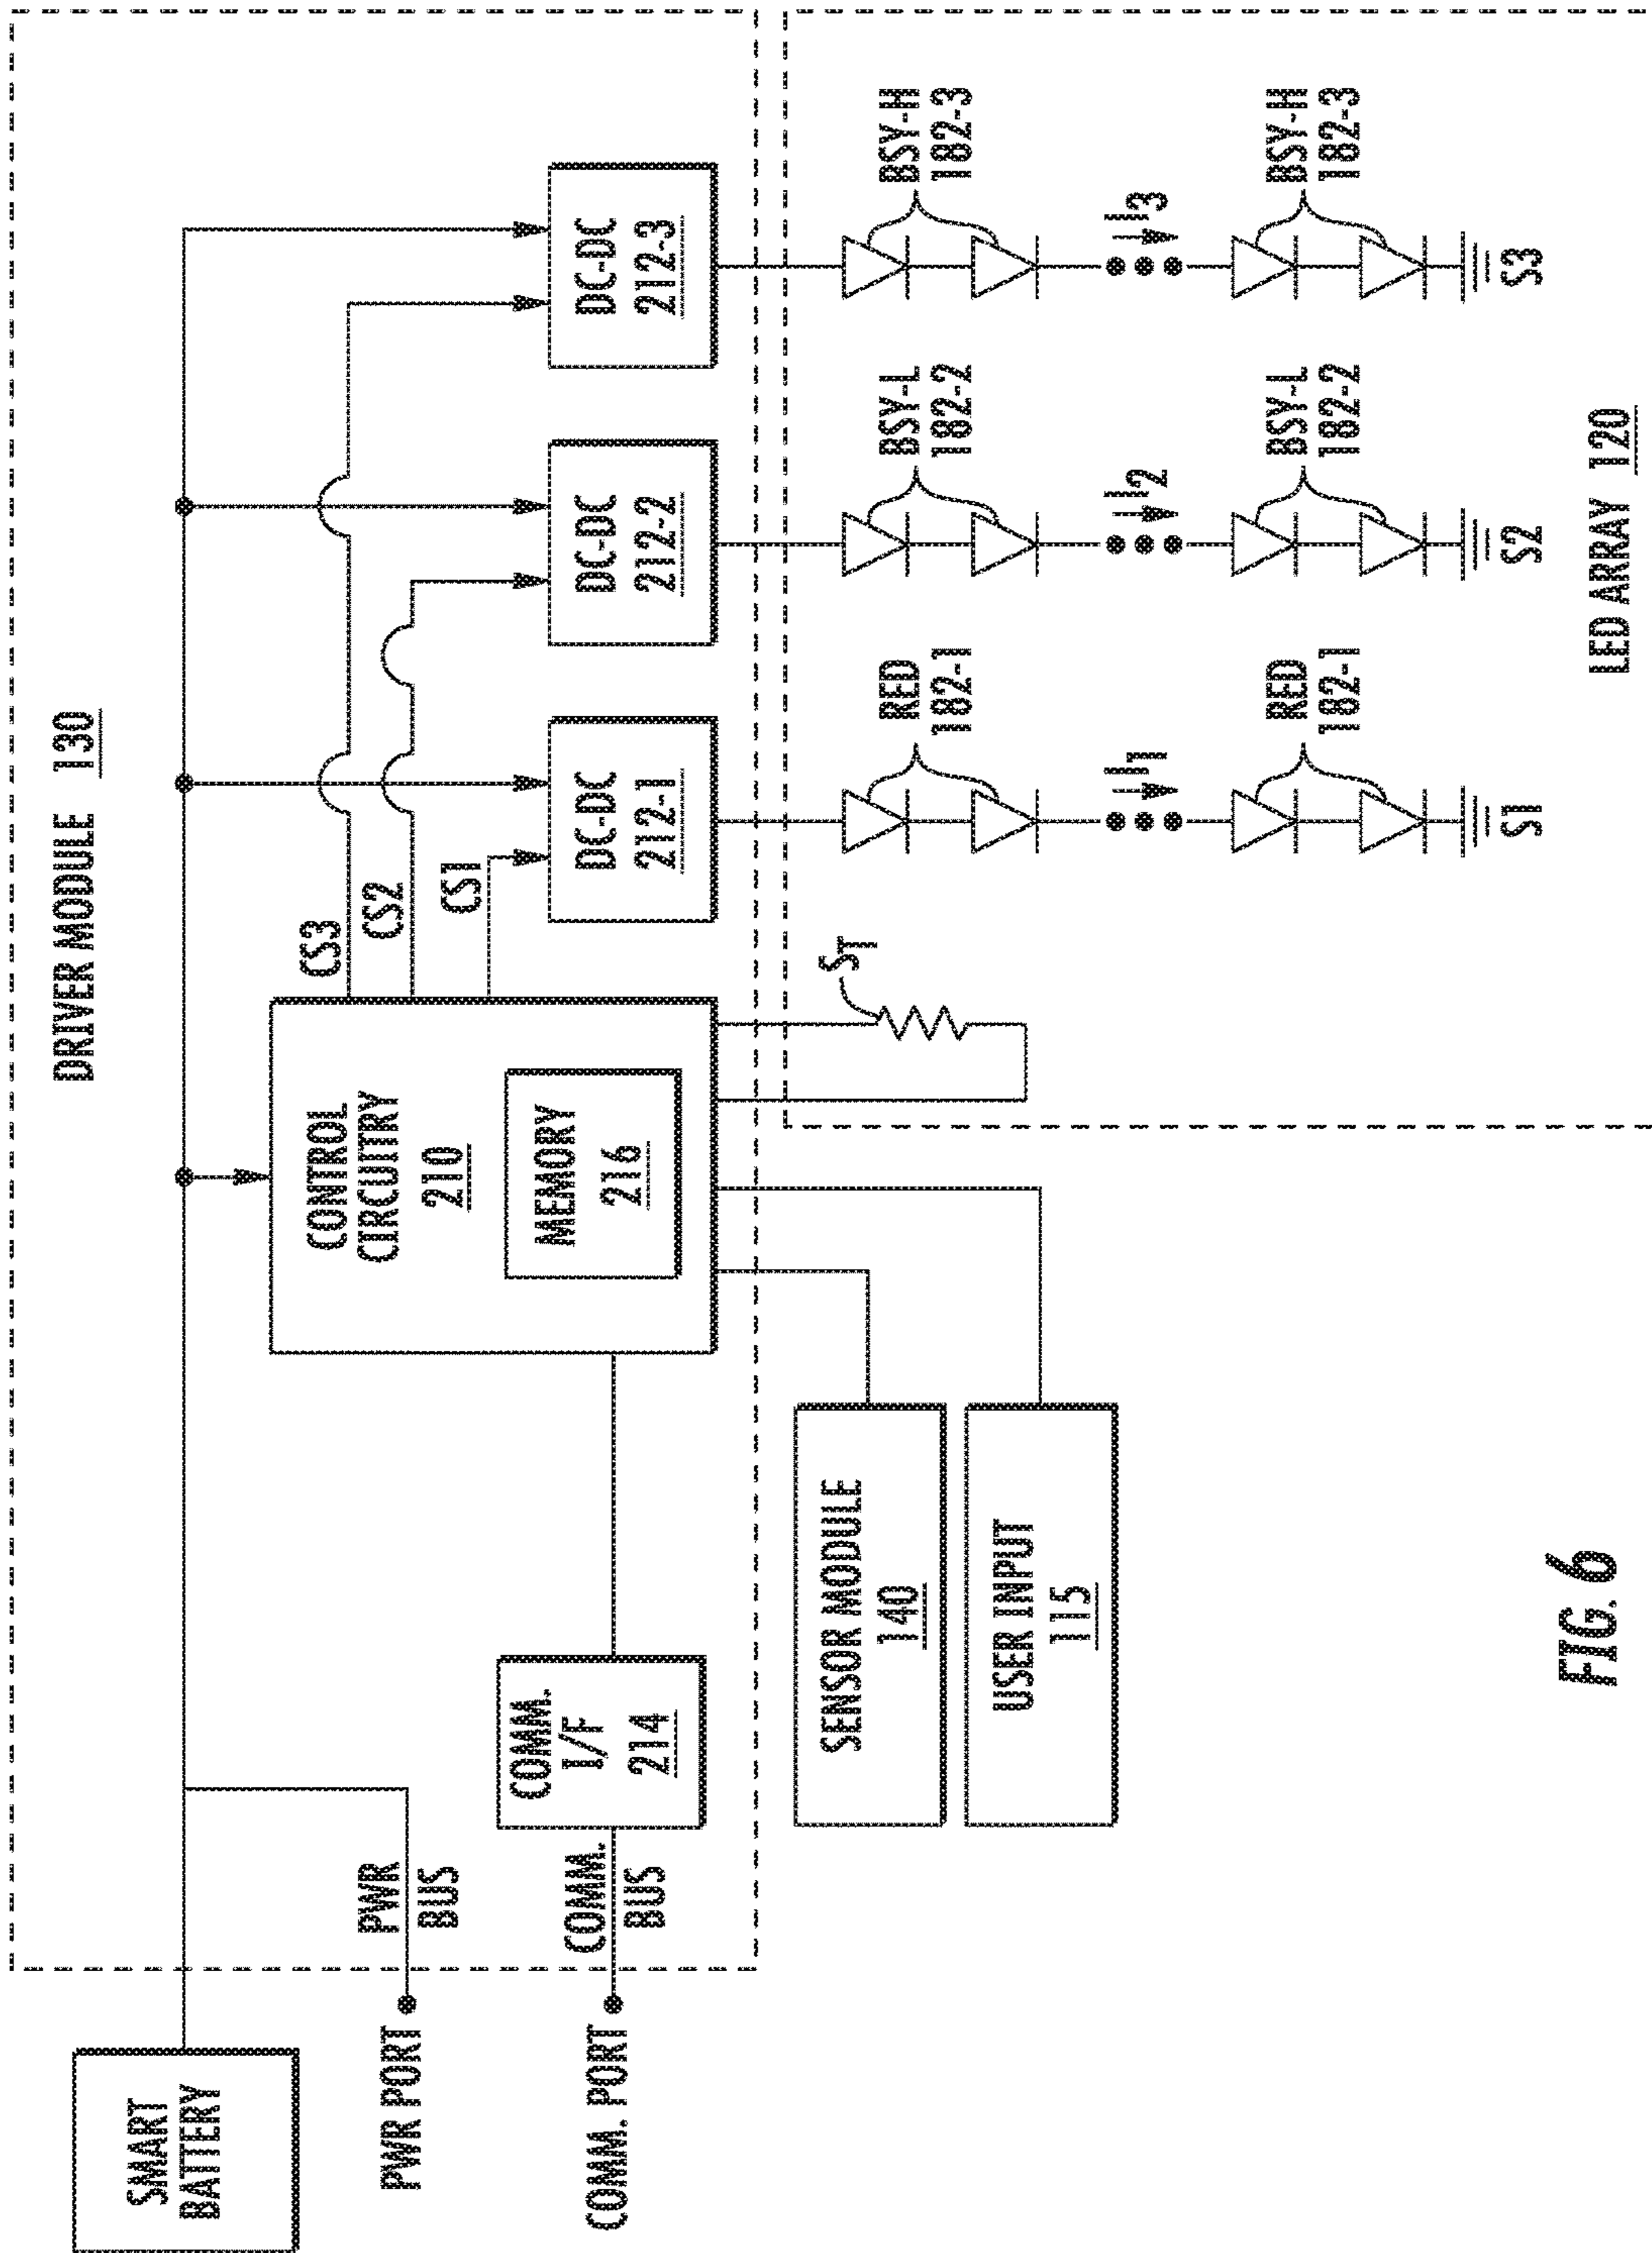 DRIVER MODULE 130
SMART
BATTERY
PWR PORT
PWR
BUS
COMM. PORT
COMM.
BUS
COMM.
I/F
214
CONTROL
CIRCUITRY
210
MEMORY
216
CS3
CS2
CS1
DC-DC
212-1
DC-DC
212-2
DC-DC
212-3
SENSOR MODULE
140
USER INPUT
115
ST
RED
182-1
BSY-L
182-2
BSY-H
182-3
I1
I2
I3
RED
182-1
BSY-L
182-2
BSY-H
182-3
S1
S2
S3
LED ARRAY 120
FIG. 6